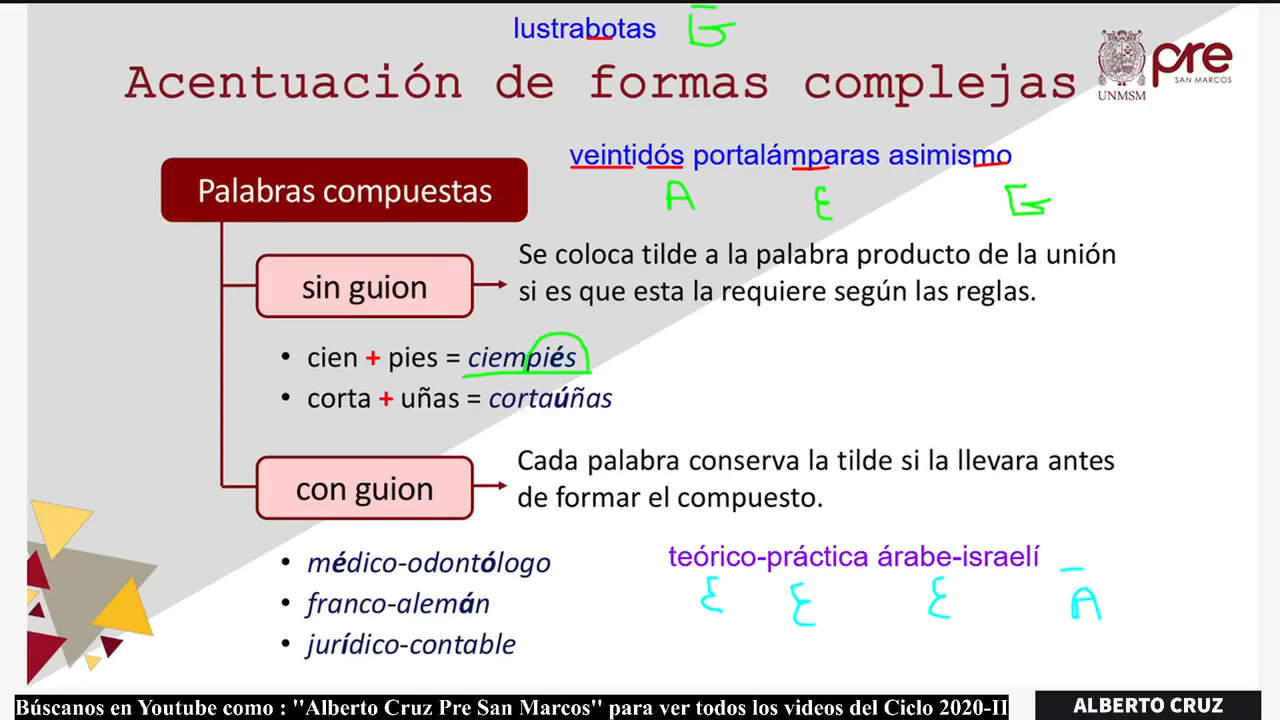 lustrabotas G
Acentuación de formas complejas
UNMSM
pre
SAN MARCOS
veintidós portalámparas asimismo
A E G
Palabras compuestas
sin guion
Se coloca tilde a la palabra producto de la unión
si es que esta la requiere según las reglas.
• cien + pies = ciempiés
• corta + uñas = cortaúñas
con guion
Cada palabra conserva la tilde si la llevara antes
de formar el compuesto.
• médico-odontólogo
• franco-alemán
• jurídico-contable
teórico-práctica árabe-israelí
E E E A
Búscanos en Youtube como : "Alberto Cruz Pre San Marcos" para ver todos los videos del Ciclo 2020-II
ALBERTO CRUZ